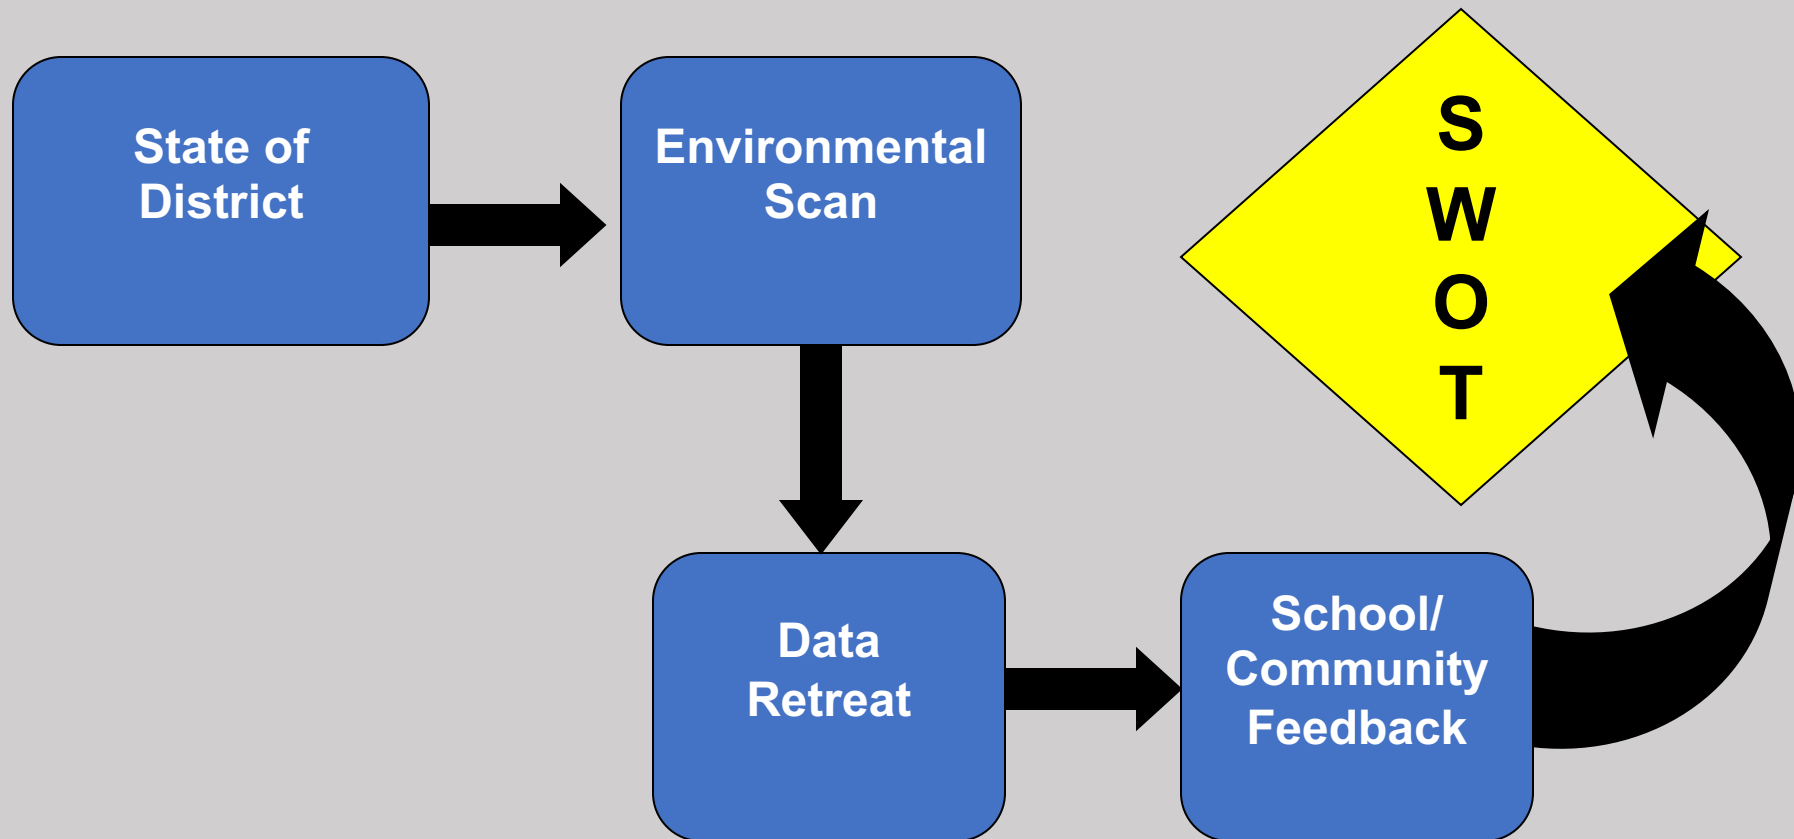 State of
District
Environmental
Scan
Data
Retreat
School/
Community
Feedback
S
W
O
T